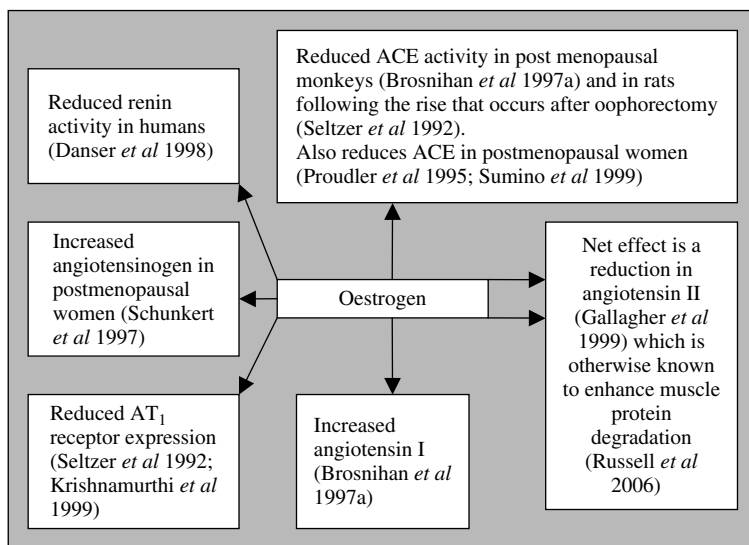 Reduced ACE activity in post menopausal
monkeys (Brosnihan et al 1997a) and in rats
following the rise that occurs after oophorectomy
(Seltzer et al 1992).
Also reduces ACE in postmenopausal women
(Proudler et al 1995; Sumino et al 1999)
Reduced renin
activity in humans
(Danser et al 1998)
Increased
angiotensinogen in
postmenopausal
women (Schunkert
et al 1997)
Oestrogen
Net effect is a
reduction in
angiotensin II
(Gallagher et al
1999) which is
otherwise known
to enhance muscle
protein
degradation
(Russell et al
2006)
Reduced AT₁
receptor expression
(Seltzer et al 1992;
Krishnamurthi et al
1999)
Increased
angiotensin I
(Brosnihan et al
1997a)